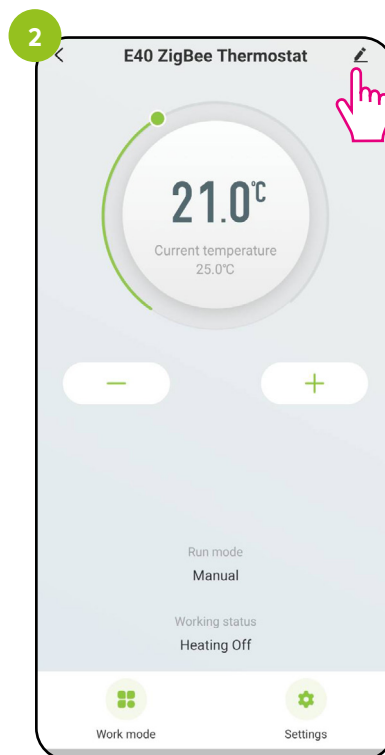 2
E40 ZigBee Thermostat
21.0℃
Current temperature
25.0℃
Run mode
Manual
Working status
Heating Off
Work mode
Settings